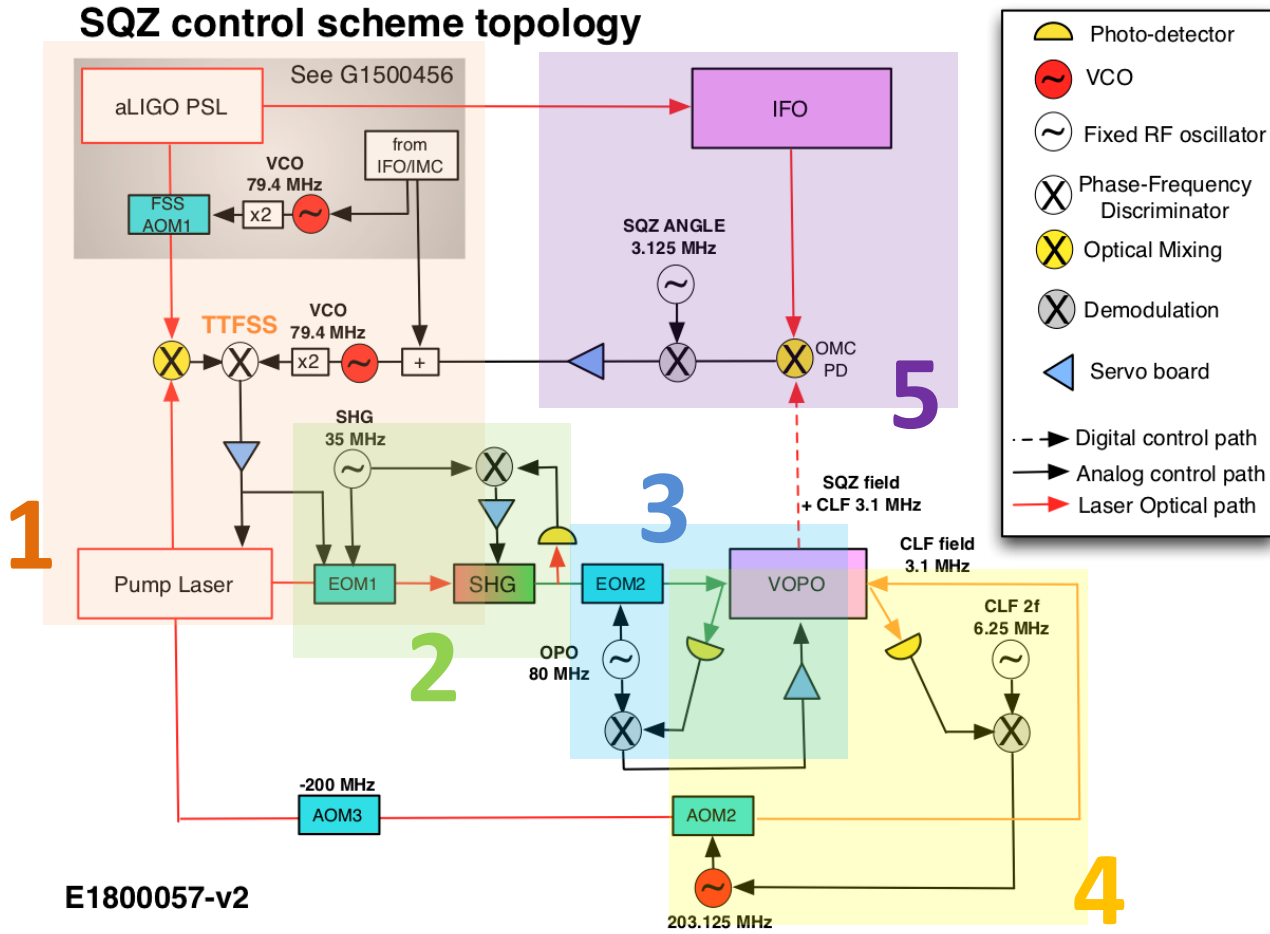 SQZ control scheme topology
See G1500456
aLIGO PSL
from
IFO/IMC
VCO
79.4 MHz
x2
~
FSS
AOM1
IFO
SQZ ANGLE
3.125 MHz
~
TTFSS
VCO
79.4 MHz
X
X
x2
~
+
X
X
OMC
PD
5
SHG
35 MHz
~
X
1
3
SQZ field
+ CLF 3.1 MHz
Pump Laser
EOM1
SHG
EOM2
VOPO
CLF field
3.1 MHz
2
OPO
80 MHz
~
X
CLF 2f
6.25 MHz
~
X
-200 MHz
AOM3
AOM2
~
203.125 MHz
4
E1800057-v2
Photo-detector
~
VCO
~
Fixed RF oscillator
X
Phase-Frequency
Discriminator
X
Optical Mixing
X
Demodulation
Servo board
Digital control path
Analog control path
Laser Optical path